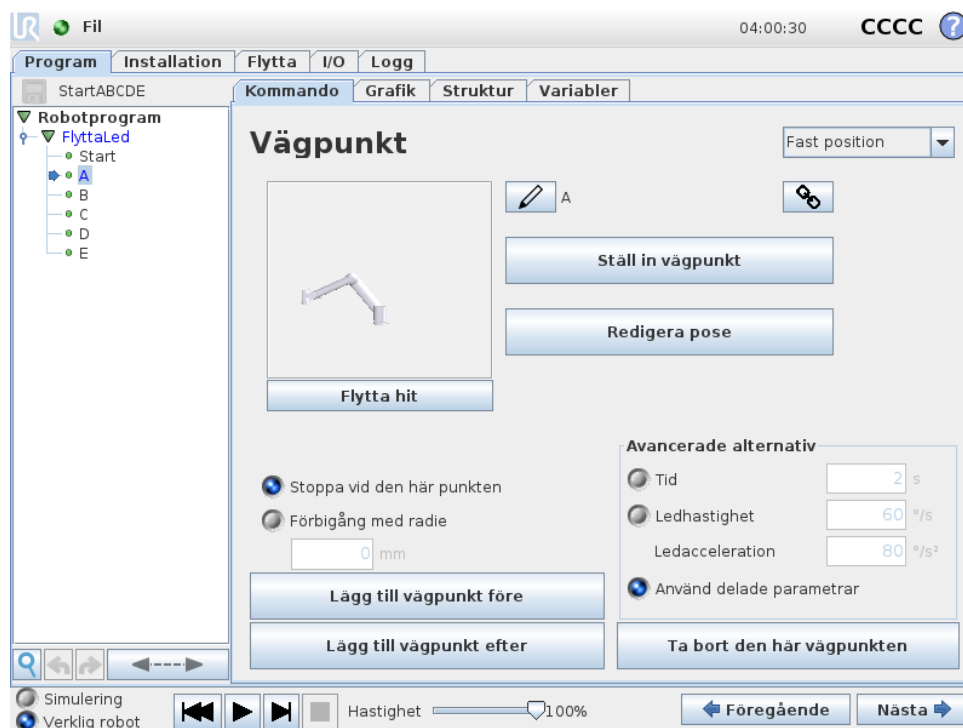 UR Fil 04:00:30 CCCC ?
Program Installation Flytta I/O Logg
StartABCDE
Kommando Grafik Struktur Variabler
Robotprogram
FlyttaLed
Start
A
B
C
D
E
Vägpunkt
Fast position
A
Ställ in vägpunkt
Redigera pose
Flytta hit
Stoppa vid den här punkten
Förbigång med radie
0 mm
Avancerade alternativ
Tid 2 s
Ledhastighet 60 °/s
Ledacceleration 80 °/s²
Använd delade parametrar
Lägg till vägpunkt före
Lägg till vägpunkt efter
Ta bort den här vägpunkten
Simulering
Verklig robot
Hastighet 100%
Föregående
Nästa